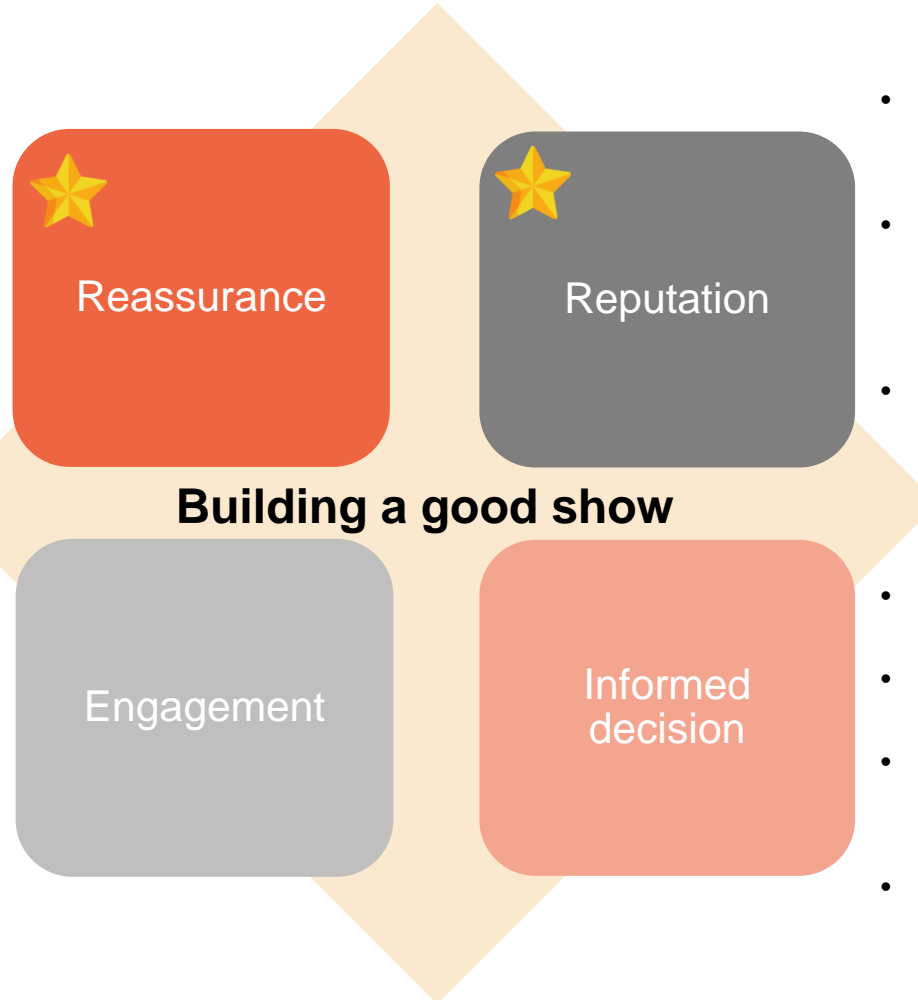 Reassurance
Reputation
Building a good show
Engagement
Informed
decision